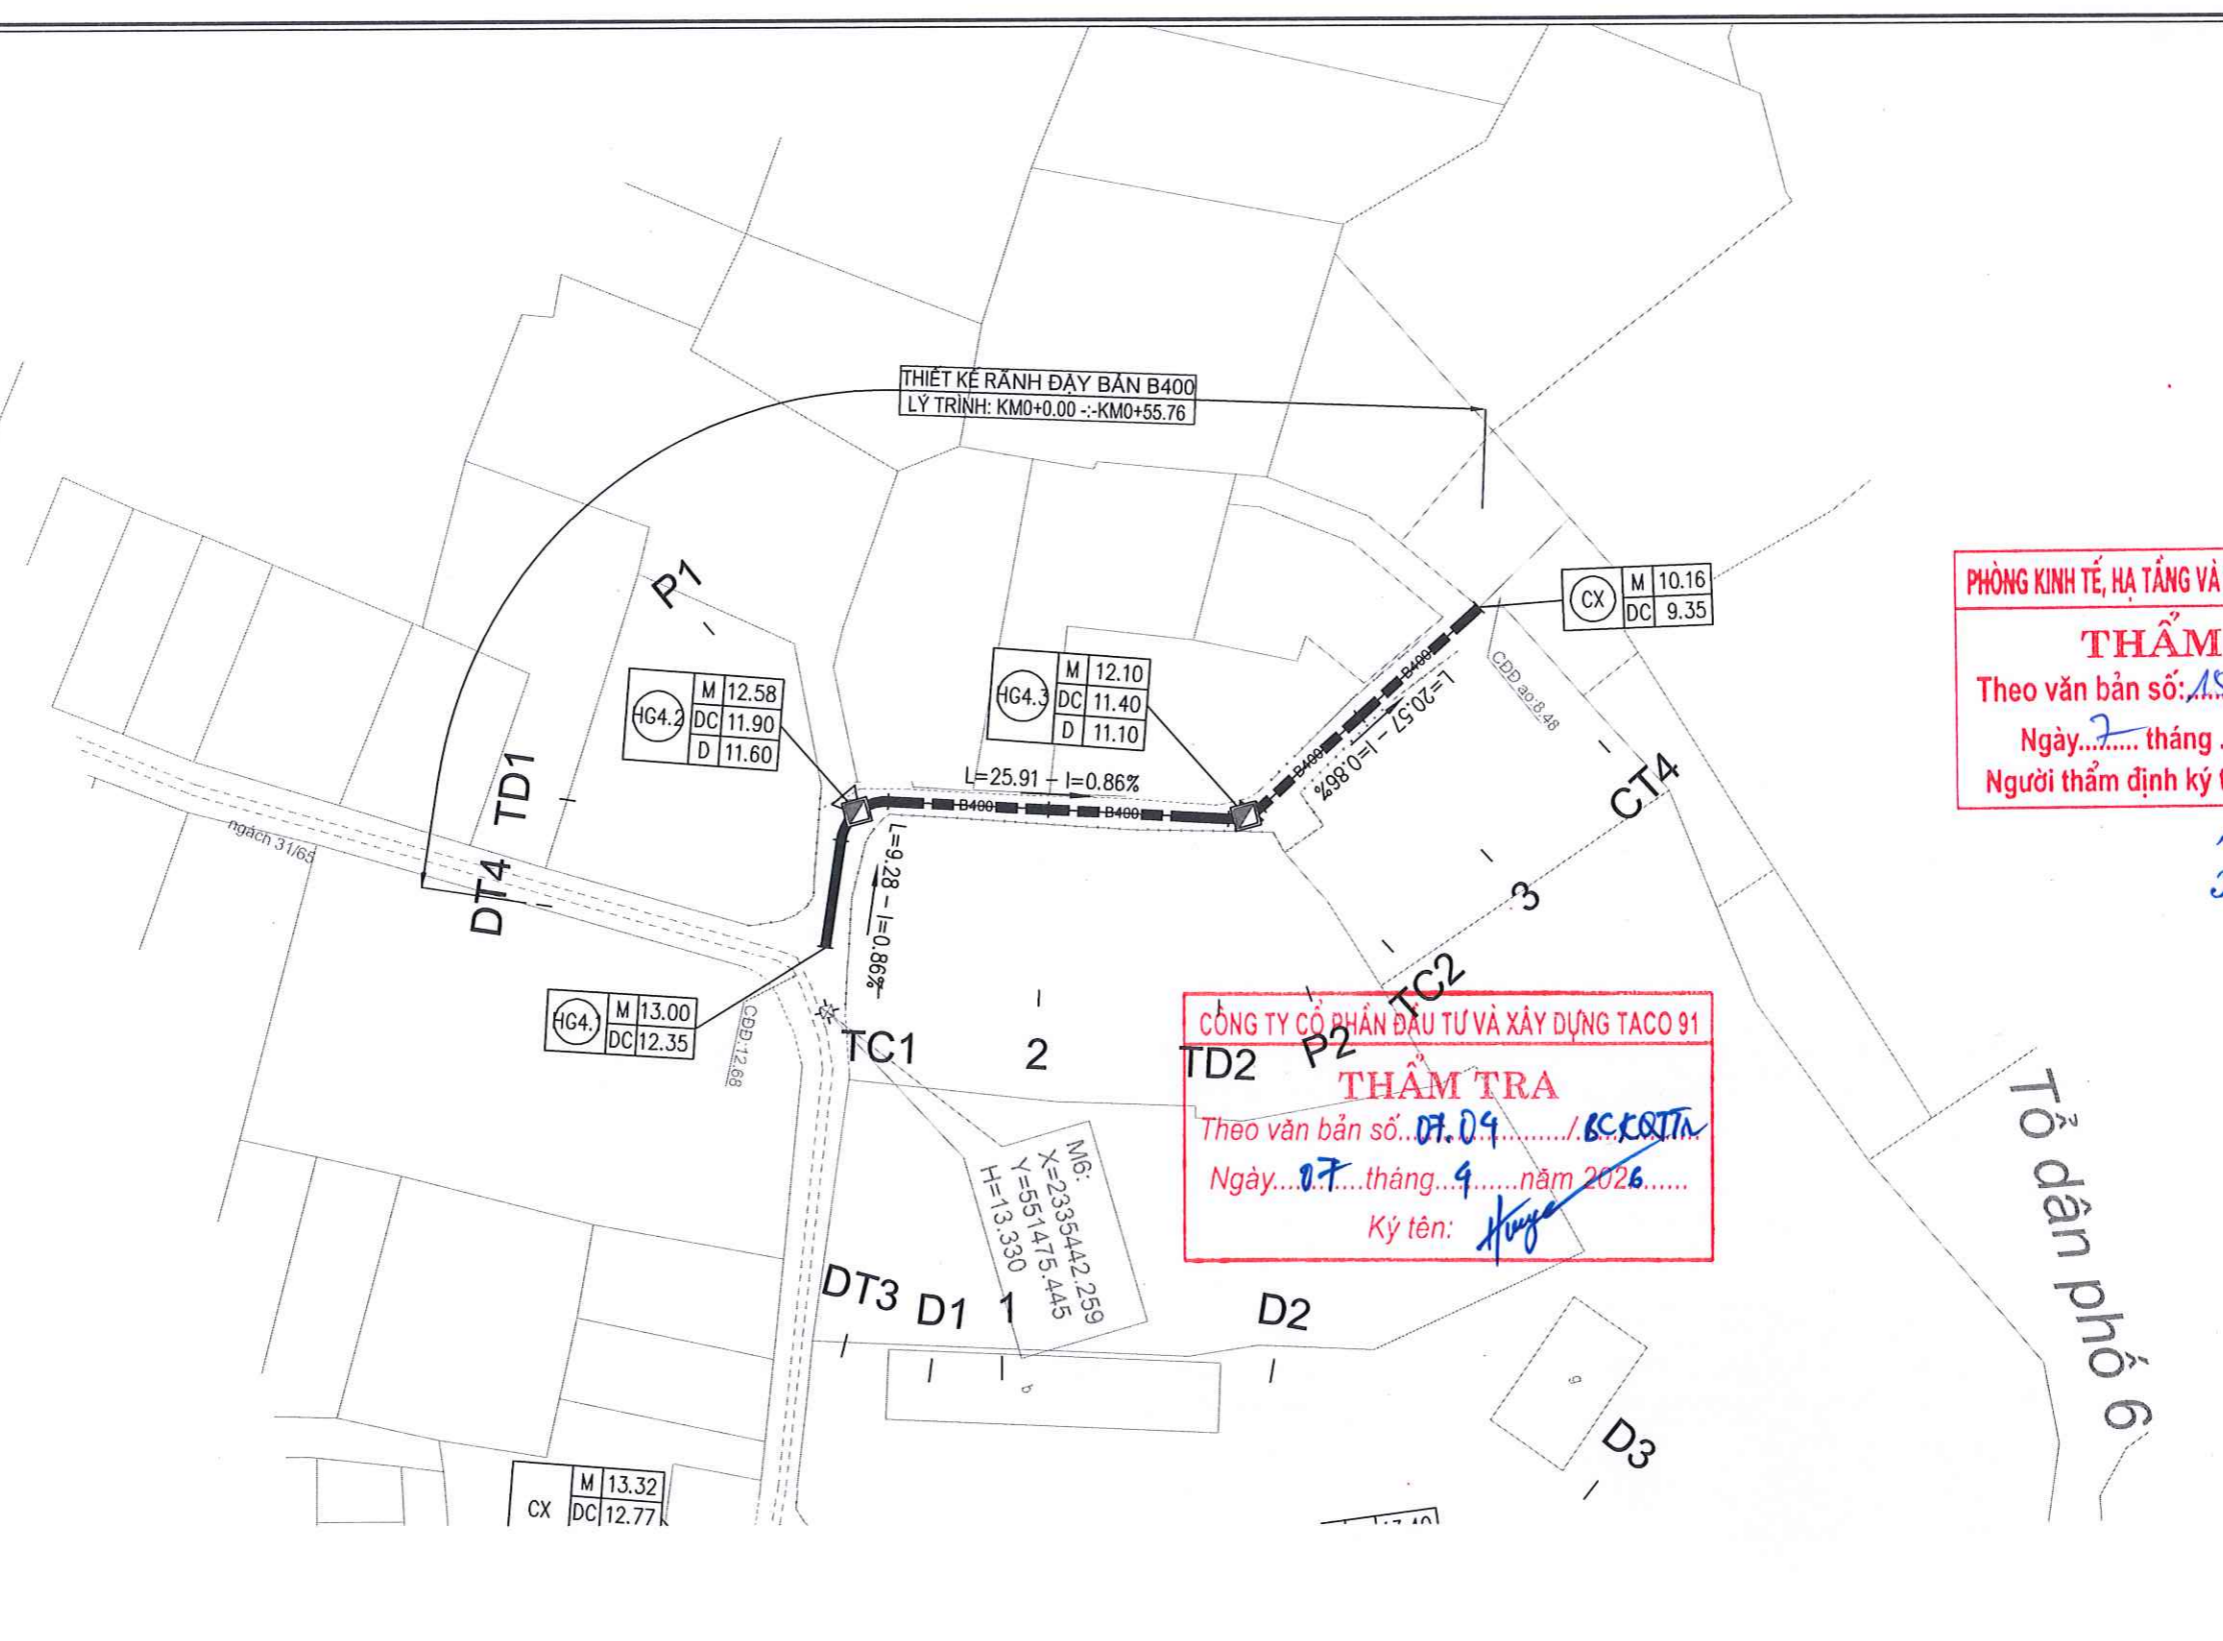 THIẾT KẾ RÃNH ĐẬY BẢN B400
LÝ TRÌNH: KM0+0.00 -:-KM0+55.76
P1
CX
M 10.16
DC 9.35
HG4.2
M 12.58
DC 11.90
D 11.60
HG4.3
M 12.10
DC 11.40
D 11.10
L=25.91 - I=0.86%
B400
B400
B400
B400
L=20.57 - I=0.86%
CĐD ao:8.48
TD1
DT4
ngách 31/65
L=9.28 - I=0.86%
CT4
3
TC2
HG4.1
M 13.00
DC 12.35
CĐD:12.68
TC1
2
TD2
P2
M6:
X=2335442.259
Y=551475.445
H=13.330
DT3
D1
1
D2
D3
b
g
CX
M 13.32
DC 12.77
Tổ dân phố 6
PHÒNG KINH TẾ, HẠ TẦNG VÀ
THẨM
Theo văn bản số:
Ngày...7... tháng
Người thẩm định ký
CÔNG TY CỔ PHẦN ĐẦU TƯ VÀ XÂY DỰNG TACO 91
THẨM TRA
Theo văn bản số..07.09......../.BCKQTTr
Ngày...07...tháng..9......năm 2026......
Ký tên: